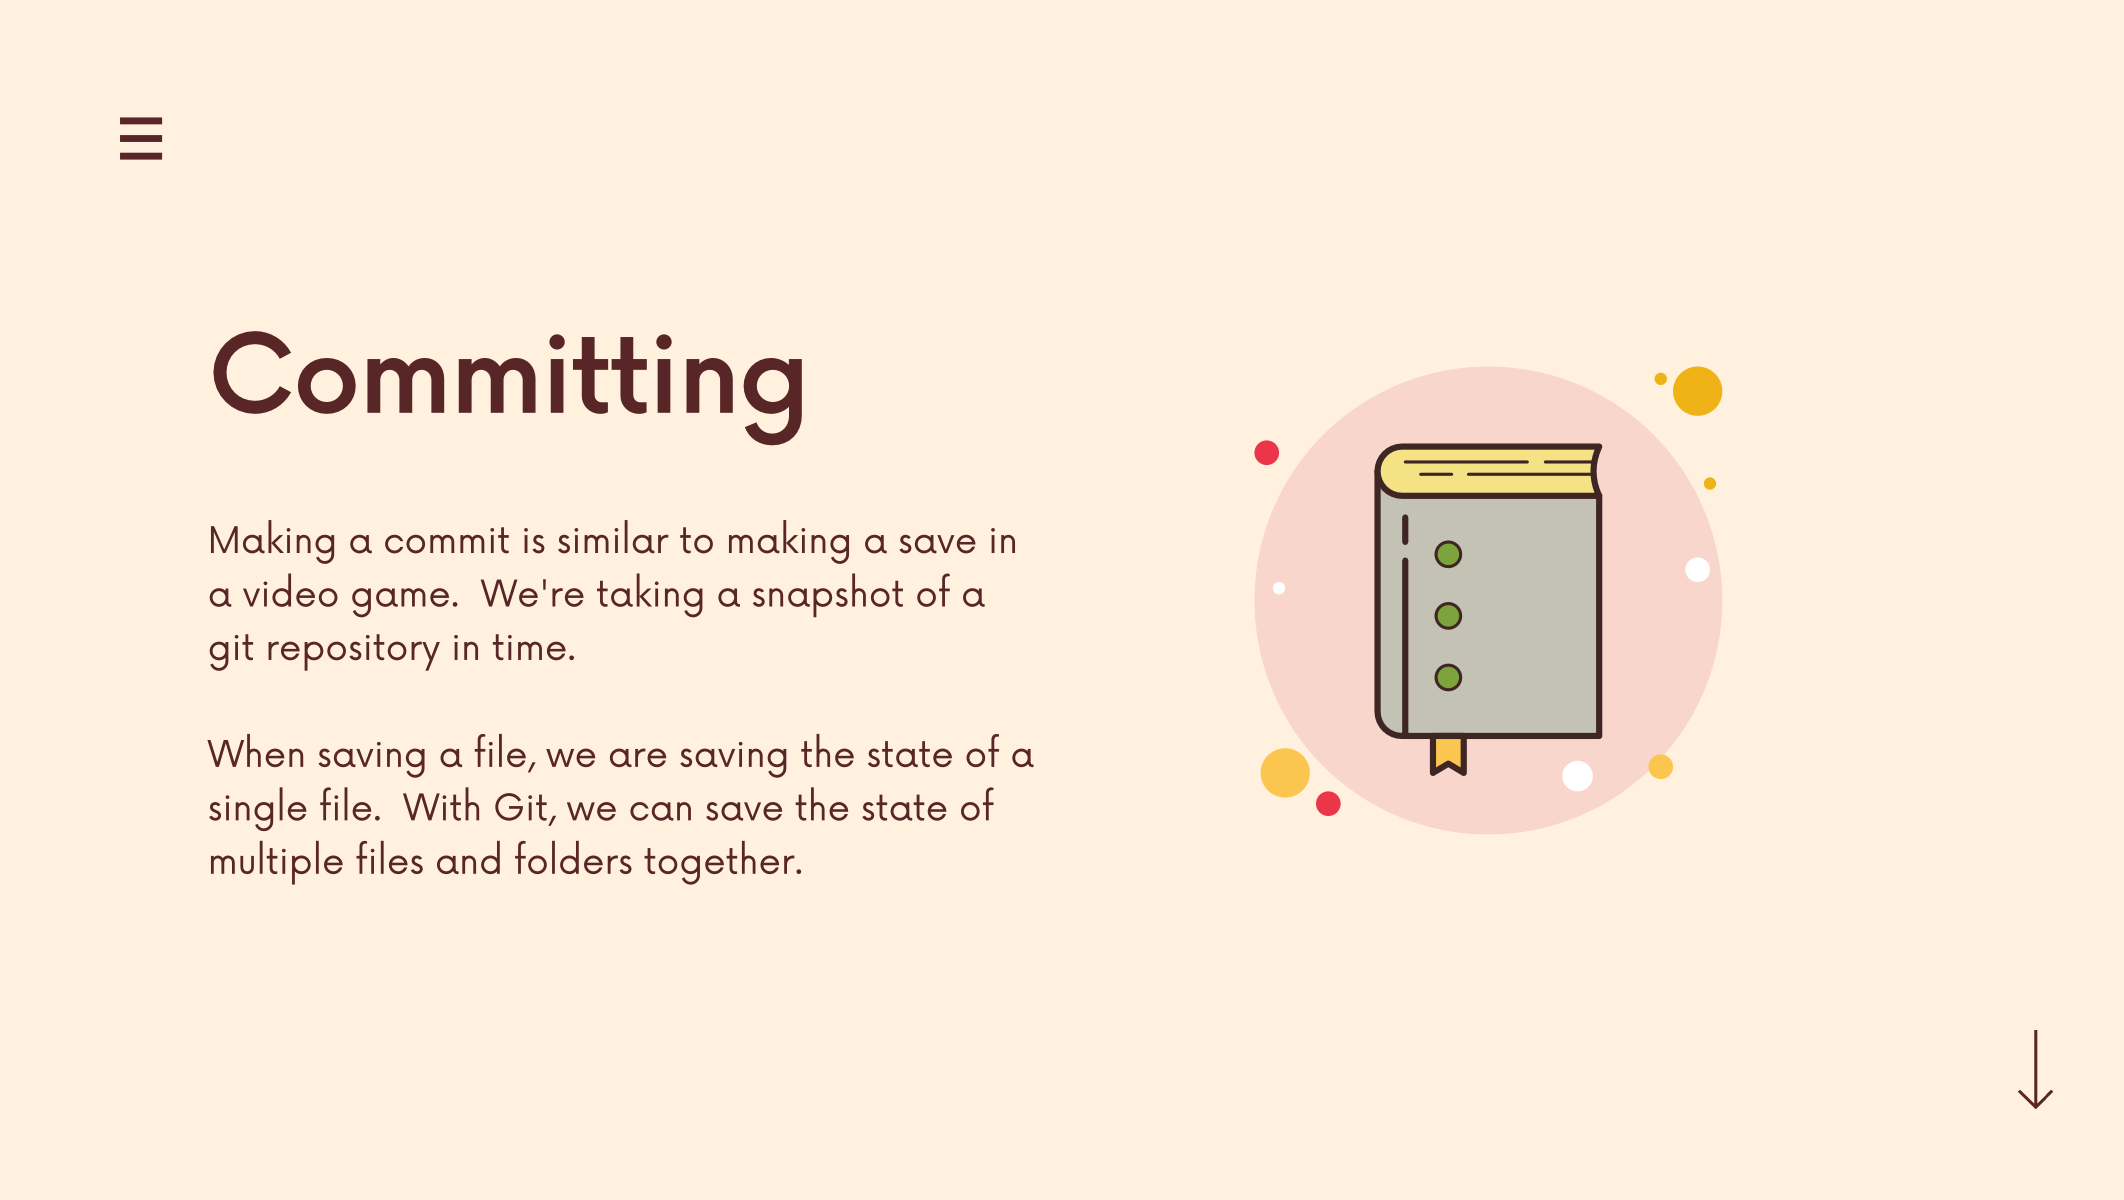 Committing
Making a commit is similar to making a save in
a video game.  We're taking a snapshot of a
git repository in time.
When saving a file, we are saving the state of a
single file.  With Git, we can save the state of
multiple files and folders together.